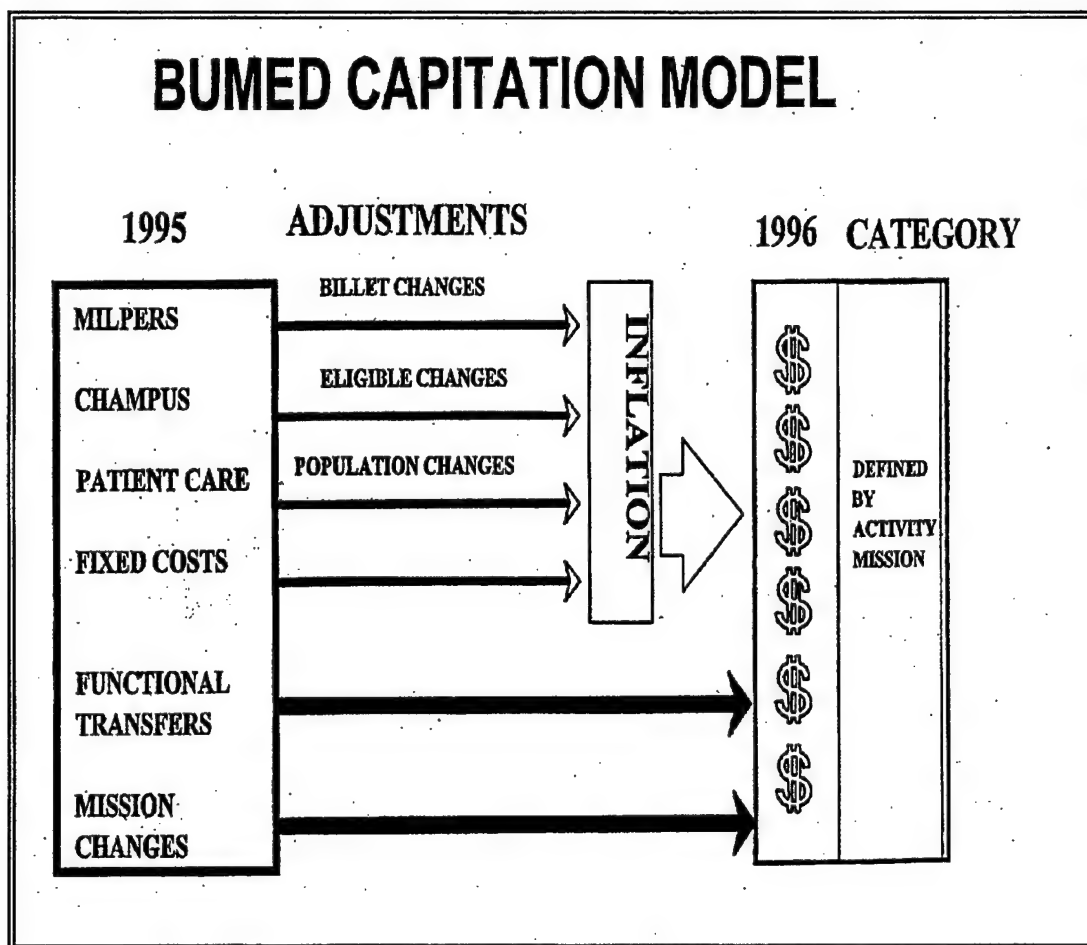 BUMED CAPITATION MODEL
1995 ADJUSTMENTS 1996 CATEGORY
MILPERS
CHAMPUS
PATIENT CARE
FIXED COSTS
FUNCTIONAL
TRANSFERS
MISSION
CHANGES
BILLET CHANGES
ELIGIBLE CHANGES
POPULATION CHANGES
INFLATION
$
$
$
$
$
$
DEFINED
BY
ACTIVITY
MISSION